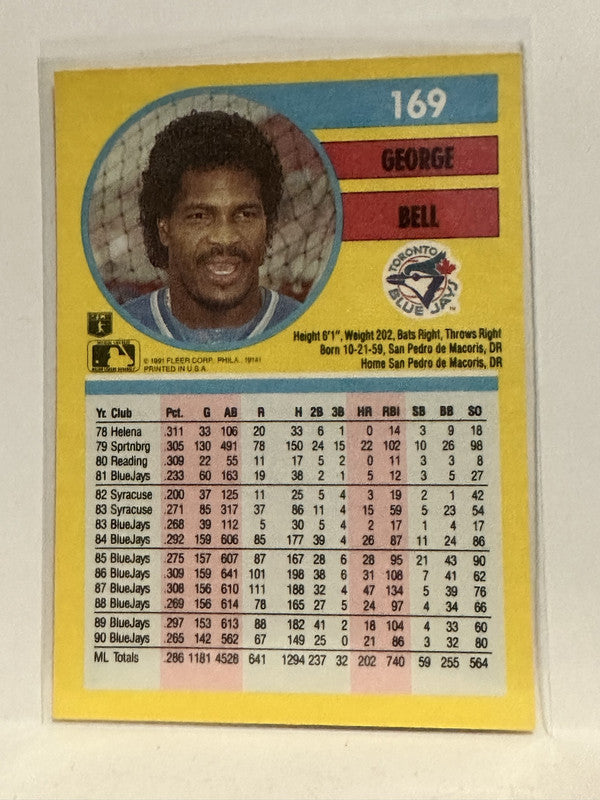 169
GEORGE
BELL
TORONTO
BLUE JAYS
Height 6'1", Weight 202, Bats Right, Throws Right
Born 10-21-59, San Pedro de Macoris, DR
Home San Pedro de Macoris, DR
© 1991 FLEER CORP. PHILA., 19141
PRINTED IN U.S.A.
Yr. Club Pct. G AB R H 2B 3B HR RBI SB BB SO
78 Helena .311 33 106 20 33 6 1 0 14 3 9 18
79 Sprtnbrg .305 130 491 78 150 24 15 22 102 10 26 98
80 Reading .309 22 55 11 17 5 2 0 11 3 3 8
81 BlueJays .233 60 163 19 38 2 1 5 12 3 5 27
82 Syracuse .200 37 125 11 25 5 4 3 19 2 1 42
83 Syracuse .271 85 317 37 86 11 4 15 59 5 23 54
83 BlueJays .268 39 112 5 30 5 4 2 17 1 4 17
84 BlueJays .292 159 606 85 177 39 4 26 87 11 24 86
85 BlueJays .275 157 607 87 167 28 6 28 95 21 43 90
86 BlueJays .309 159 641 101 198 38 6 31 108 7 41 62
87 BlueJays .308 156 610 111 188 32 4 47 134 5 39 76
88 BlueJays .269 156 614 78 165 27 5 24 97 4 34 66
89 BlueJays .297 153 613 88 182 41 2 18 104 4 33 60
90 BlueJays .265 142 562 67 149 25 0 21 86 3 32 80
ML Totals .286 1181 4528 641 1294 237 32 202 740 59 255 564